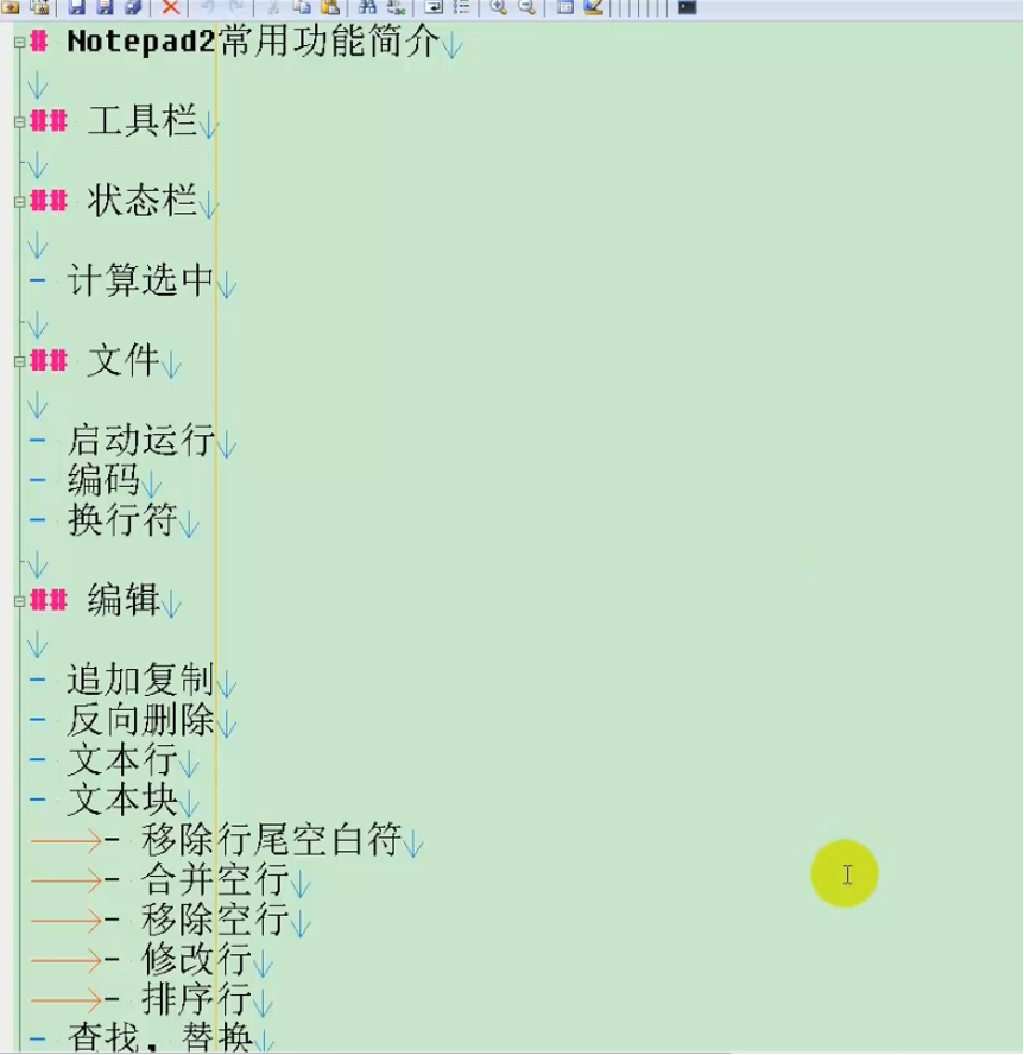 # Notepad2常用功能简介
## 工具栏
## 状态栏
- 计算选中
## 文件
- 启动运行
- 编码
- 换行符
## 编辑
- 追加复制
- 反向删除
- 文本行
- 文本块
- 移除行尾空白符
- 合并空行
- 移除空行
- 修改行
- 排序行
- 查找, 替换